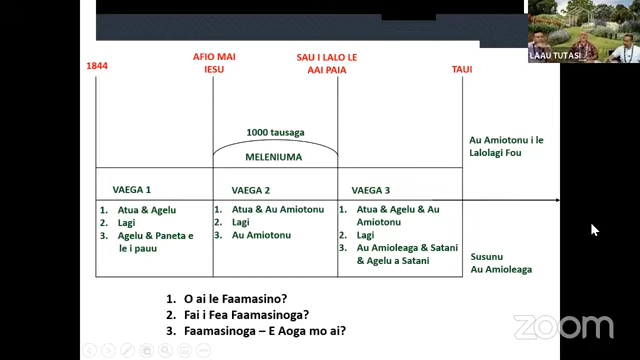 LAAU TUTASI
1844
AFIO MAI
IESU
SAU I LALO LE
AAI PAIA
TAUI
1000 tausaga
MELENIUMA
Au Amiotonu i le
Lalolagi Fou
VAEGA 1
VAEGA 2
VAEGA 3
1. Atua & Agelu
2. Lagi
3. Agelu & Paneta e
le i pauu
1. Atua & Au Amiotonu
2. Lagi
3. Au Amiotonu
1. Atua & Agelu & Au
Amiotonu
2. Lagi
3. Au Amioleaga & Satani
& Agelu a Satani
Susunu
Au Amioleaga
1. O ai le Faamasino?
2. Fai i Fea Faamasinoga?
3. Faamasinoga – E Aoga mo ai?
zoom